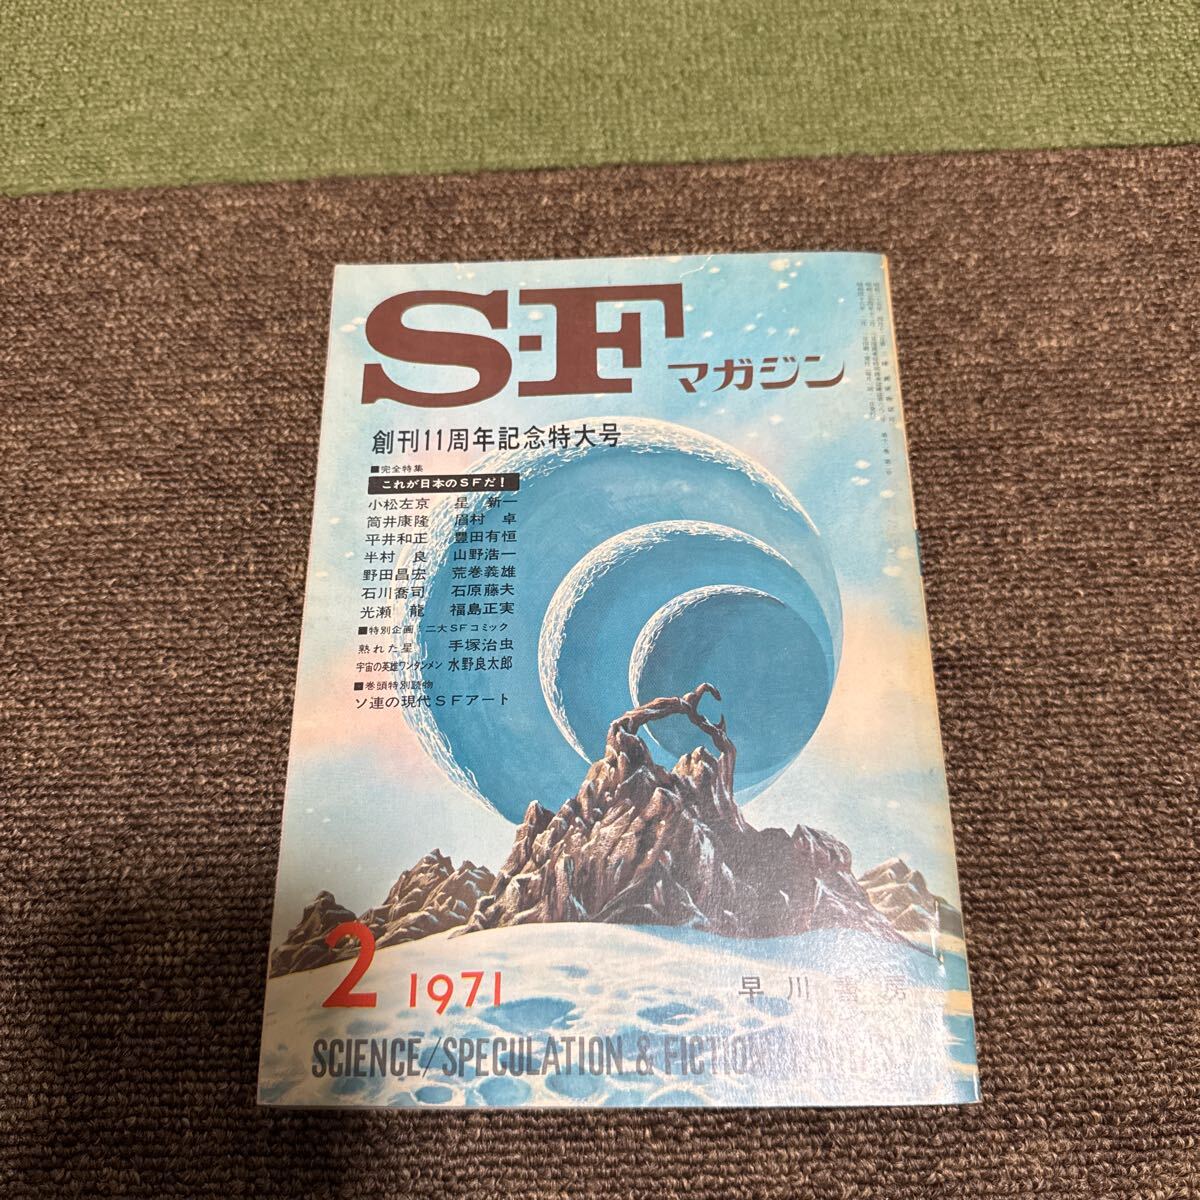 S-Fマガジン
創刊11周年記念特大号
■完全特集
これが日本のSFだ!
小松左京 星 新一
筒井康隆 眉村 卓
平井和正 豊田有恒
半村 良 山野浩一
野田昌宏 荒巻義雄
石川喬司 石原藤夫
光瀬 龍 福島正実
■特別企画:二大SFコミック
熟れた星 手塚治虫
宇宙の英雄ワンタンメン 水野良太郎
■巻頭特別読物
ソ連の現代SFアート
2 1971
早川書房
SCIENCE/SPECULATION & FICTION